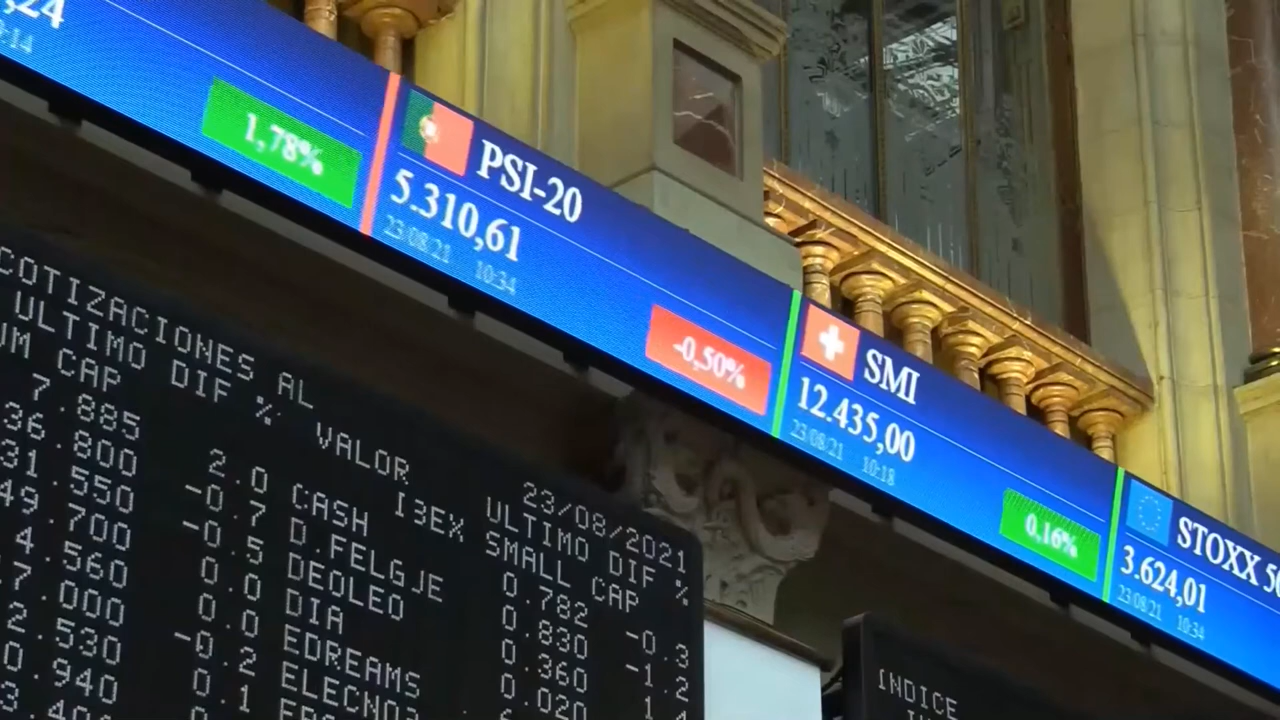 ,24
1,78%
PSI-20
5.310,61
23/08/21 10:34
-0,50%
SMI
12.435,00
23/08/21 10:18
0,16%
STOXX 50
3.624,01
23/08/21 10:34
COTIZACIONES AL VALOR 23/08/2021
ULTIMO DIF % IBEX ULTIMO DIF %
CAP SMALL CAP
7.885 2.0 CASH 0.782 -0.3
36.800 -0.7 D.FELGJE 0.830 -1.2
31.550 -0.5 DEOLEO 0.360
49.700 0.0 DIA 0.020
4.560 0.0 EDREAMS
7.000 -0.2 ELECNO
2.530 0.1
0.940
INDICE